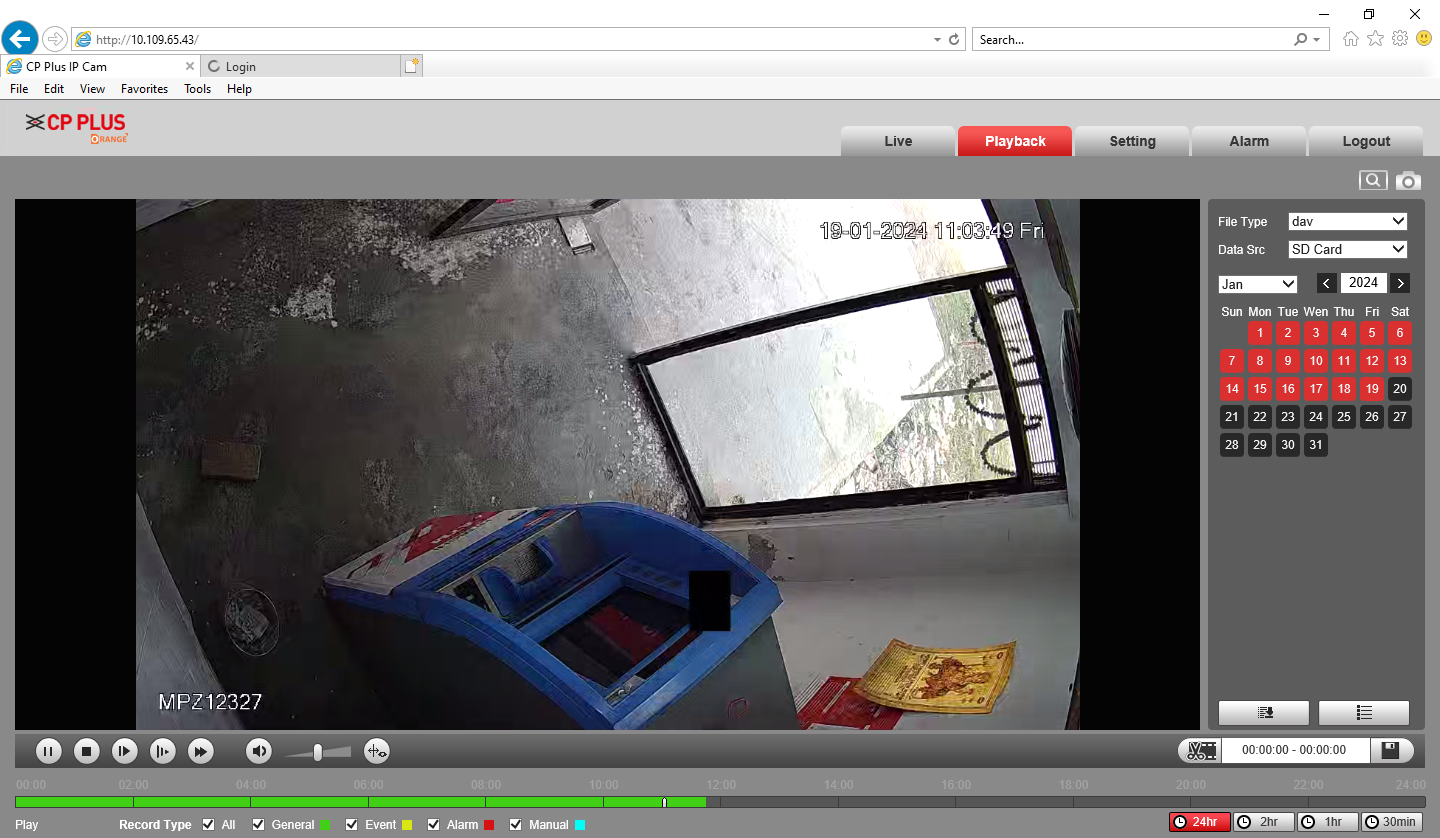 http://10.109.65.43/
Search...
CP Plus IP Cam
Login
File Edit View Favorites Tools Help
CP PLUS
ORANGE
Live Playback Setting Alarm Logout
19-01-2024 11:03:49 Fri
MPZ12327
File Type dav
Data Src SD Card
Jan 2024
Sun Mon Tue Wen Thu Fri Sat
1 2 3 4 5 6
7 8 9 10 11 12 13
14 15 16 17 18 19 20
21 22 23 24 25 26 27
28 29 30 31
00:00:00 - 00:00:00
00:00 02:00 04:00 06:00 08:00 10:00 12:00 14:00 16:00 18:00 20:00 22:00 24:00
Play Record Type All General Event Alarm Manual
24hr 2hr 1hr 30min